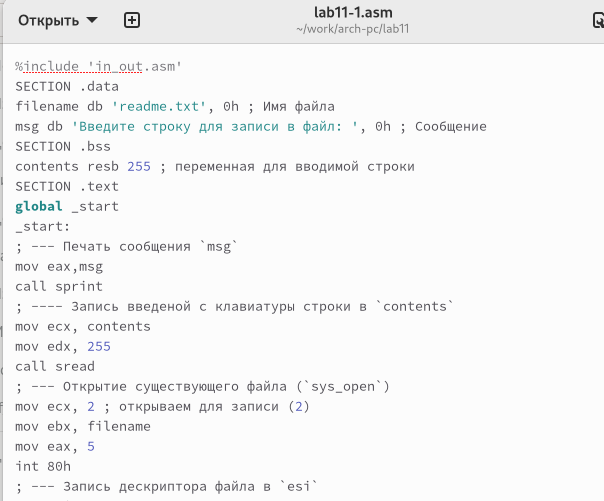 Открыть
lab11-1.asm
~/work/arch-pc/lab11
%include 'in_out.asm'
SECTION .data
filename db 'readme.txt', 0h ; Имя файла
msg db 'Введите строку для записи в файл: ', 0h ; Сообщение
SECTION .bss
contents resb 255 ; переменная для вводимой строки
SECTION .text
global _start
_start:
; --- Печать сообщения `msg`
mov eax,msg
call sprint
; ---- Запись введеной с клавиатуры строки в `contents`
mov ecx, contents
mov edx, 255
call sread
; --- Открытие существующего файла (`sys_open`)
mov ecx, 2 ; открываем для записи (2)
mov ebx, filename
mov eax, 5
int 80h
; --- Запись дескриптора файла в `esi`